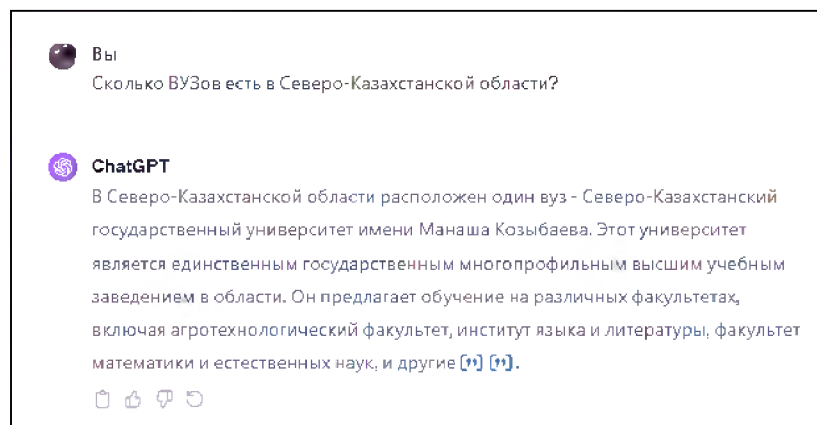 Вы
Сколько ВУЗов есть в Северо-Казахстанской области?
ChatGPT
В Северо-Казахстанской области расположен один вуз - Северо-Казахстанский
государственный университет имени Манаша Козыбаева. Этот университет
является единственным государственным многопрофильным высшим учебным
заведением в области. Он предлагает обучение на различных факультетах,
включая агротехнологический факультет, институт языка и литературы, факультет
математики и естественных наук, и другие [❜❜] [❜❜].